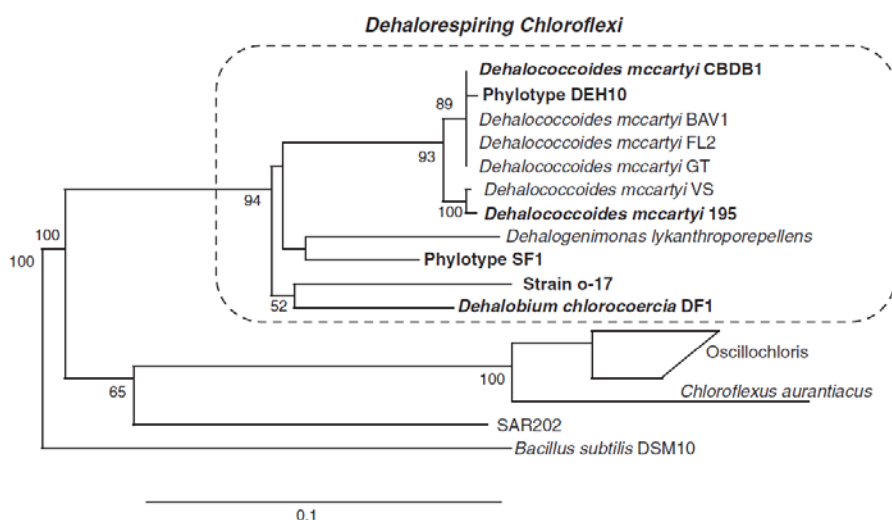 Dehalorespiring Chloroflexi
Dehalococcoides mccartyi CBDB1
89
Phylotype DEH10
Dehalococcoides mccartyi BAV1
Dehalococcoides mccartyi FL2
93
Dehalococcoides mccartyi GT
Dehalococcoides mccartyi VS
94
100
Dehalococcoides mccartyi 195
100
Dehalogenimonas lykanthroporepellens
100
Phylotype SF1
Strain o-17
52
Dehalobium chlorocoercia DF1
Oscillochloris
100
65
Chloroflexus aurantiacus
SAR202
Bacillus subtilis DSM10
0.1